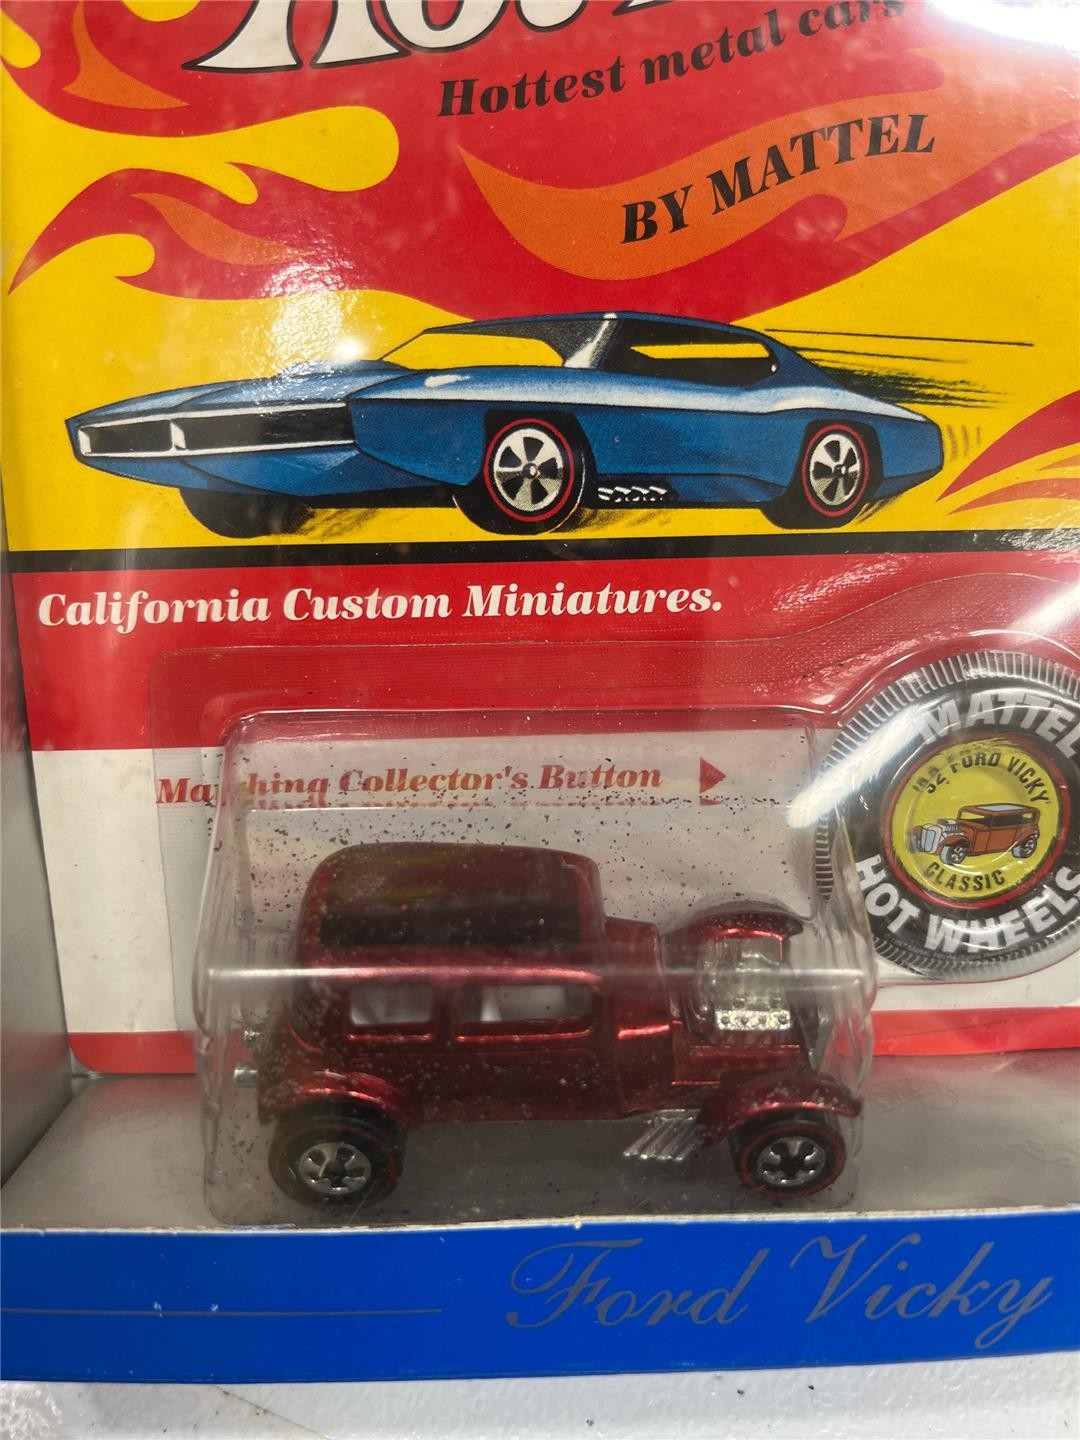 Hot
Hottest metal cars
BY MATTEL
California Custom Miniatures.
Matching Collector's Button
MATTEL
'32 FORD VICKY
CLASSIC
HOT WHEELS
Ford Vicky